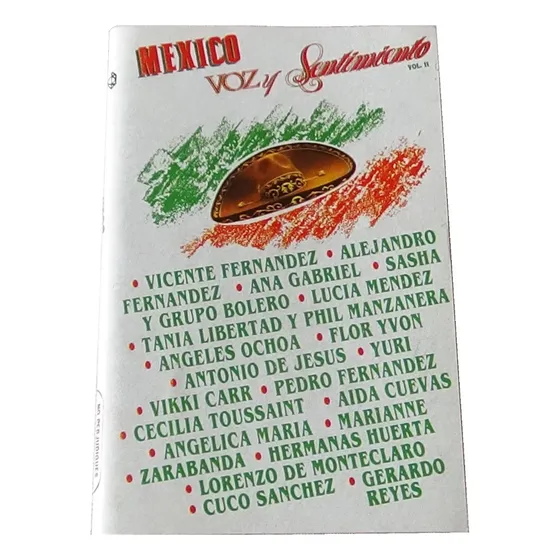 MEXICO
VOZ y Sentimiento
VOL. II
• VICENTE FERNANDEZ • ALEJANDRO
FERNANDEZ • ANA GABRIEL • SASHA
Y GRUPO BOLERO • LUCIA MENDEZ
• TANIA LIBERTAD Y PHIL MANZANERA
• ANGELES OCHOA • FLOR YVON
• ANTONIO DE JESUS • YURI
• VIKKI CARR • PEDRO FERNANDEZ
• CECILIA TOUSSAINT • AIDA CUEVAS
• ANGELICA MARIA • MARIANNE
• ZARABANDA • HERMANAS HUERTA
• LORENZO DE MONTECLARO
• CUCO SANCHEZ • GERARDO
REYES